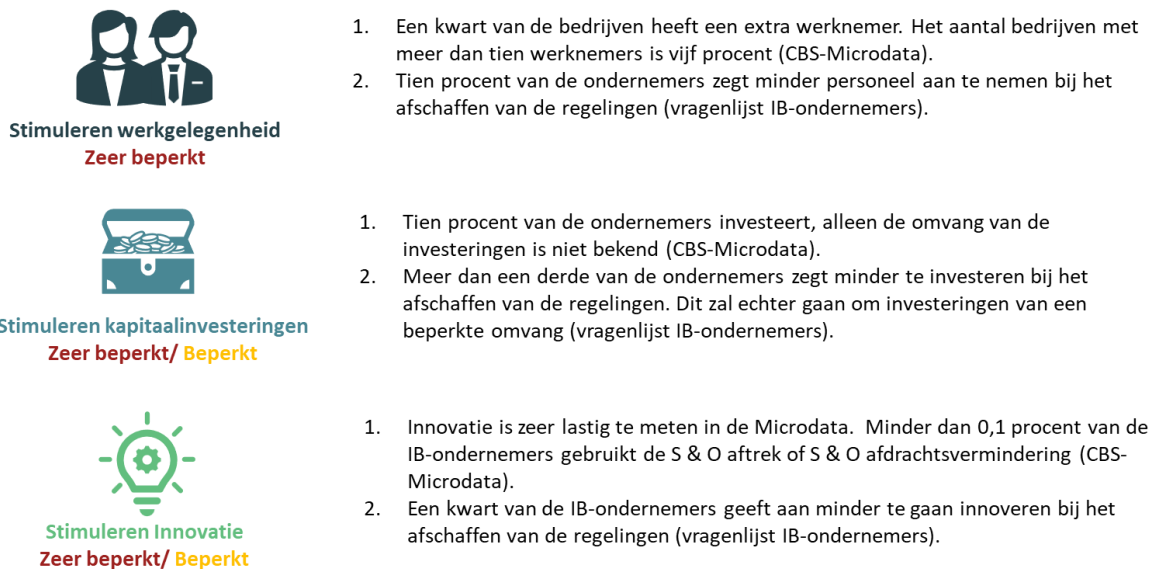 1. Een kwart van de bedrijven heeft een extra werknemer. Het aantal bedrijven met
meer dan tien werknemers is vijf procent (CBS-Microdata).
2. Tien procent van de ondernemers zegt minder personeel aan te nemen bij het
afschaffen van de regelingen (vragenlijst IB-ondernemers).
Stimuleren werkgelegenheid
Zeer beperkt
1. Tien procent van de ondernemers investeert, alleen de omvang van de
investeringen is niet bekend (CBS-Microdata).
2. Meer dan een derde van de ondernemers zegt minder te investeren bij het
afschaffen van de regelingen. Dit zal echter gaan om investeringen van een
beperkte omvang (vragenlijst IB-ondernemers).
Stimuleren kapitaalinvesteringen
Zeer beperkt/ Beperkt
1. Innovatie is zeer lastig te meten in de Microdata. Minder dan 0,1 procent van de
IB-ondernemers gebruikt de S & O aftrek of S & O afdrachtsvermindering (CBS-
Microdata).
2. Een kwart van de IB-ondernemers geeft aan minder te gaan innoveren bij het
afschaffen van de regelingen (vragenlijst IB-ondernemers).
Stimuleren Innovatie
Zeer beperkt/ Beperkt